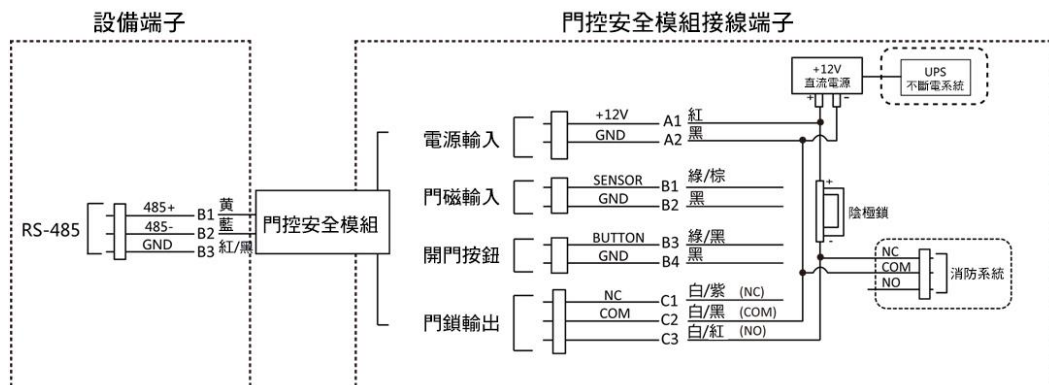 設備端子
門控安全模組接線端子
+12V
直流電源
+ -
UPS
不斷電系統
電源輸入
+12V A1 紅
GND A2 黑
門磁輸入
SENSOR B1 綠/棕
GND B2 黑
RS-485
485+ B1 黄
485- B2 藍
GND B3 紅/黑
門控安全模組
+
陰極鎖
-
開門按鈕
BUTTON B3 綠/黑
GND B4 黑
NC
COM
NO
消防系統
門鎖輸出
NC C1 白/紫 (NC)
COM C2 白/黑 (COM)
C3 白/紅 (NO)